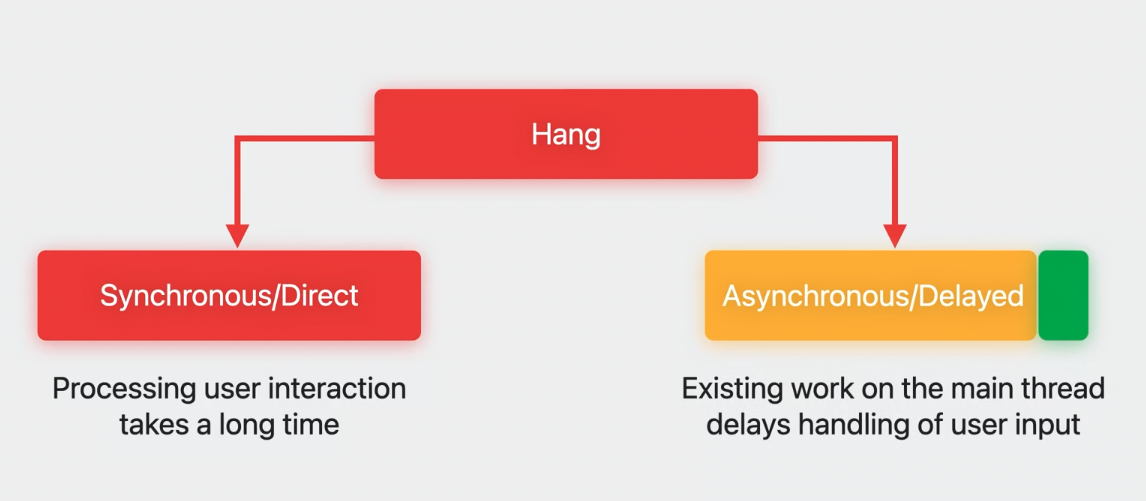 Hang
Synchronous/Direct
Asynchronous/Delayed
Processing user interaction
takes a long time
Existing work on the main thread
delays handling of user input